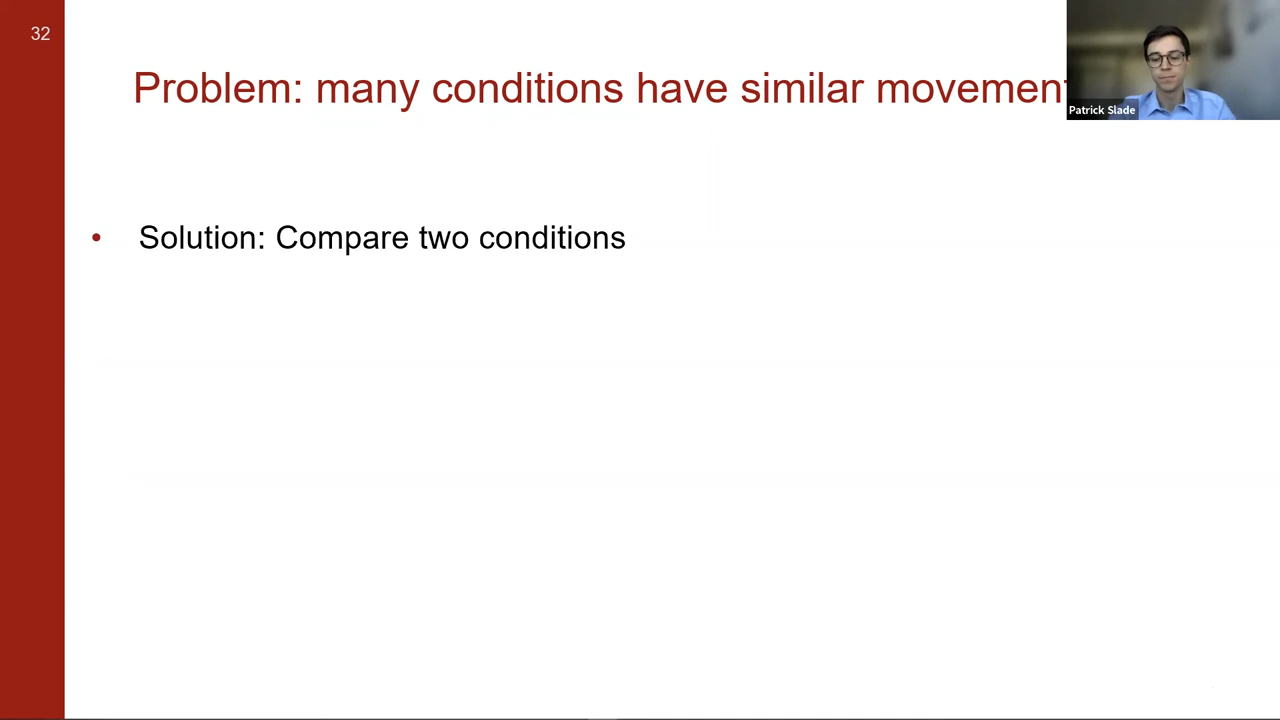 32
Problem: many conditions have similar movement
Patrick Slade
• Solution: Compare two conditions